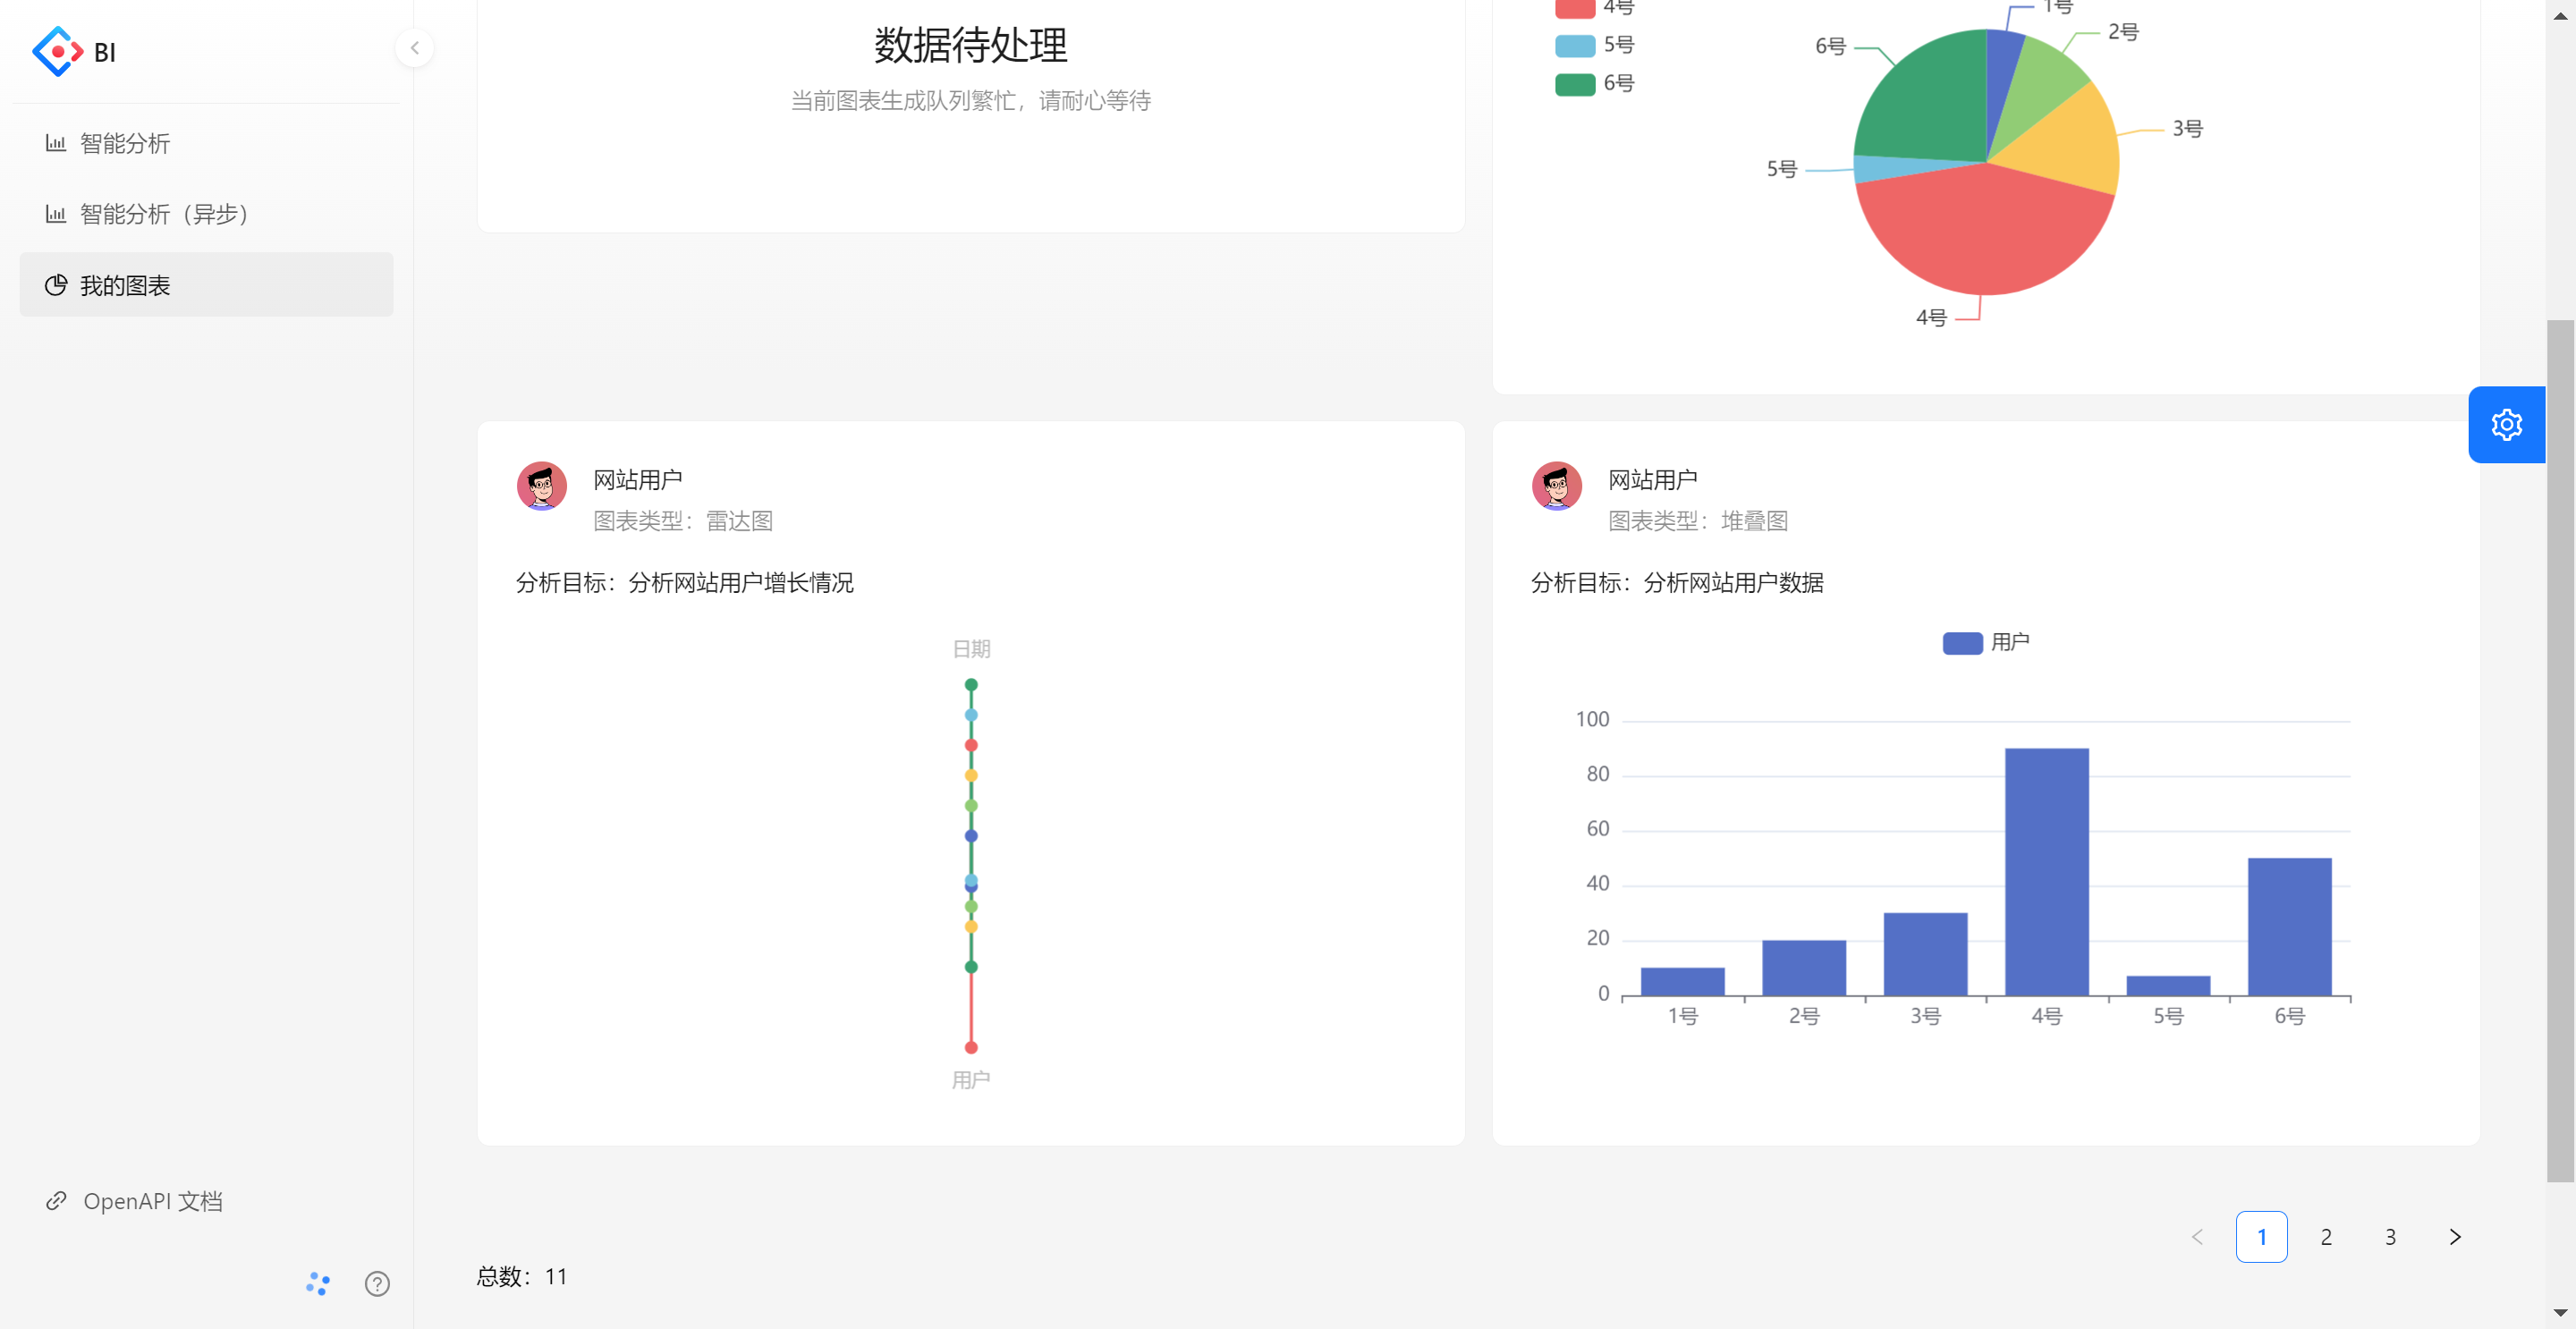 BI
智能分析
智能分析（异步）
我的图表
OpenAPI 文档
数据待处理
当前图表生成队列繁忙，请耐心等待
4号
5号
6号
1号
2号
3号
4号
5号
6号
网站用户
图表类型：雷达图
分析目标：分析网站用户增长情况
日期
用户
网站用户
图表类型：堆叠图
分析目标：分析网站用户数据
用户
100
80
60
40
20
0
1号 2号 3号 4号 5号 6号
1 2 3
总数：11